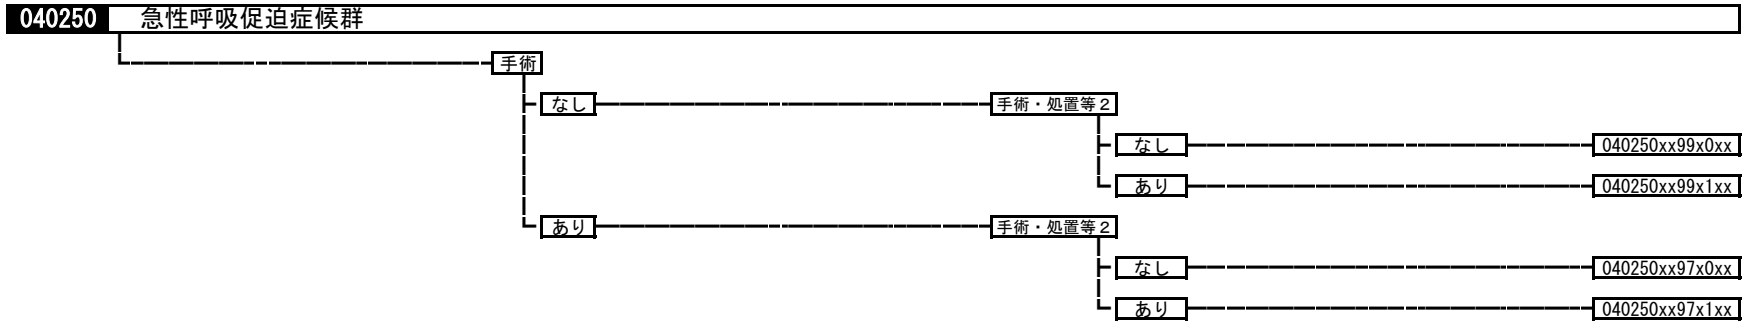 040250 急性呼吸促迫症候群
手術
なし 手術・処置等2
なし 040250xx99x0xx
あり 040250xx99x1xx
あり 手術・処置等2
なし 040250xx97x0xx
あり 040250xx97x1xx